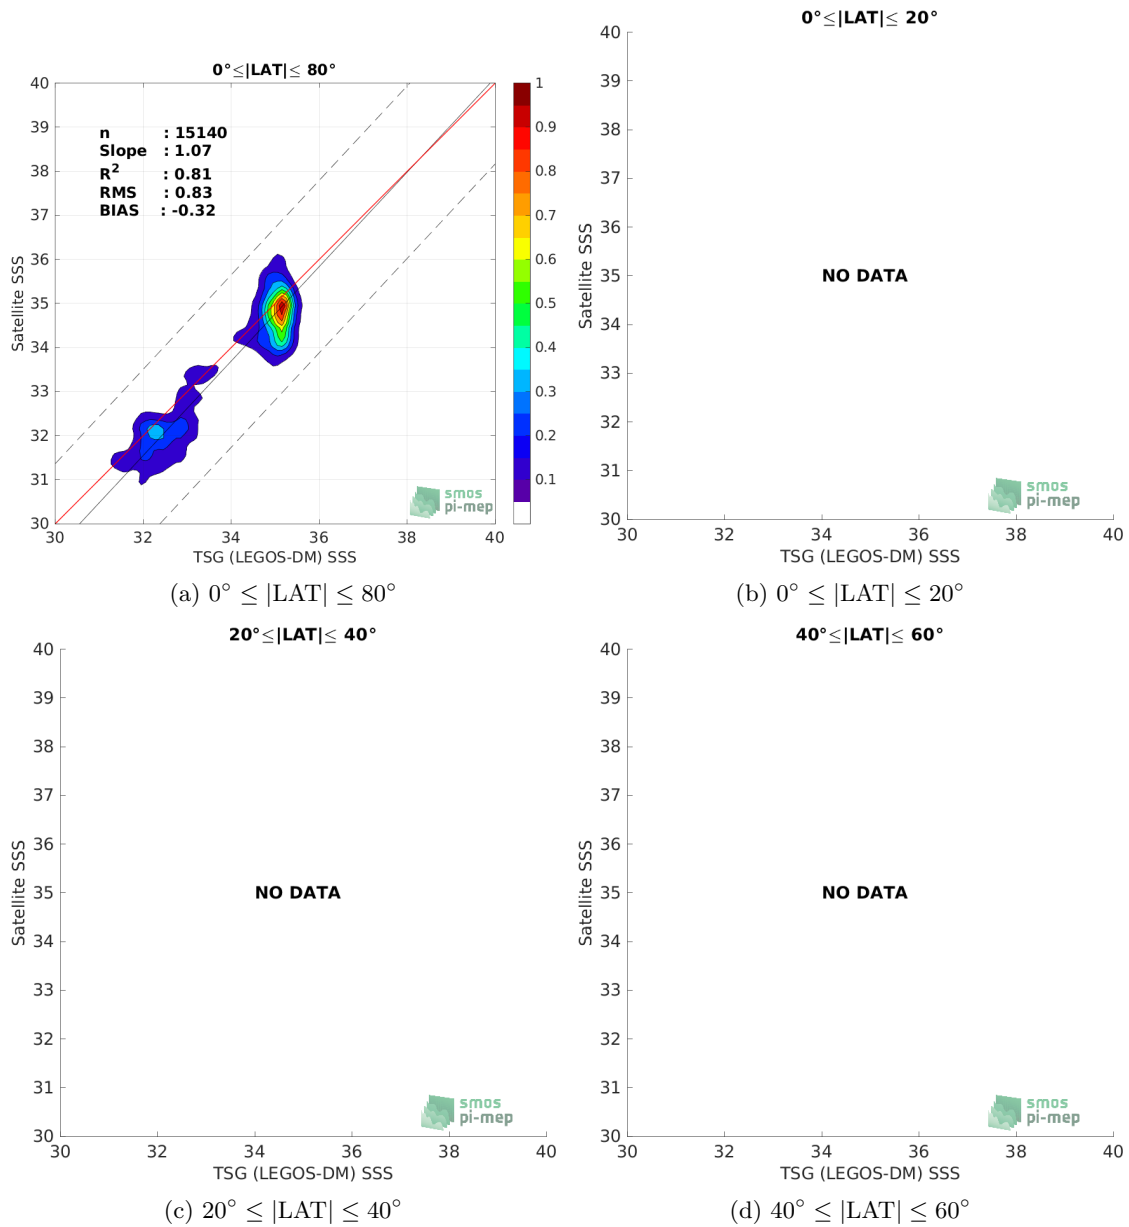 0°≤|LAT|≤ 80°
40
39
38
37
36
35
34
33
32
31
30
30 32 34 36 38 40
n : 15140
Slope : 1.07
R² : 0.81
RMS : 0.83
BIAS : -0.32
1
0.9
0.8
0.7
0.6
0.5
0.4
0.3
0.2
0.1
Satellite SSS
TSG (LEGOS-DM) SSS
smos
pi-mep
(a) 0° ≤ |LAT| ≤ 80°
0°≤|LAT|≤ 20°
40
39
38
37
36
35
34
33
32
31
30
30 32 34 36 38 40
NO DATA
Satellite SSS
TSG (LEGOS-DM) SSS
smos
pi-mep
(b) 0° ≤ |LAT| ≤ 20°
20°≤|LAT|≤ 40°
40
39
38
37
36
35
34
33
32
31
30
30 32 34 36 38 40
NO DATA
Satellite SSS
TSG (LEGOS-DM) SSS
smos
pi-mep
(c) 20° ≤ |LAT| ≤ 40°
40°≤|LAT|≤ 60°
40
39
38
37
36
35
34
33
32
31
30
30 32 34 36 38 40
NO DATA
Satellite SSS
TSG (LEGOS-DM) SSS
smos
pi-mep
(d) 40° ≤ |LAT| ≤ 60°